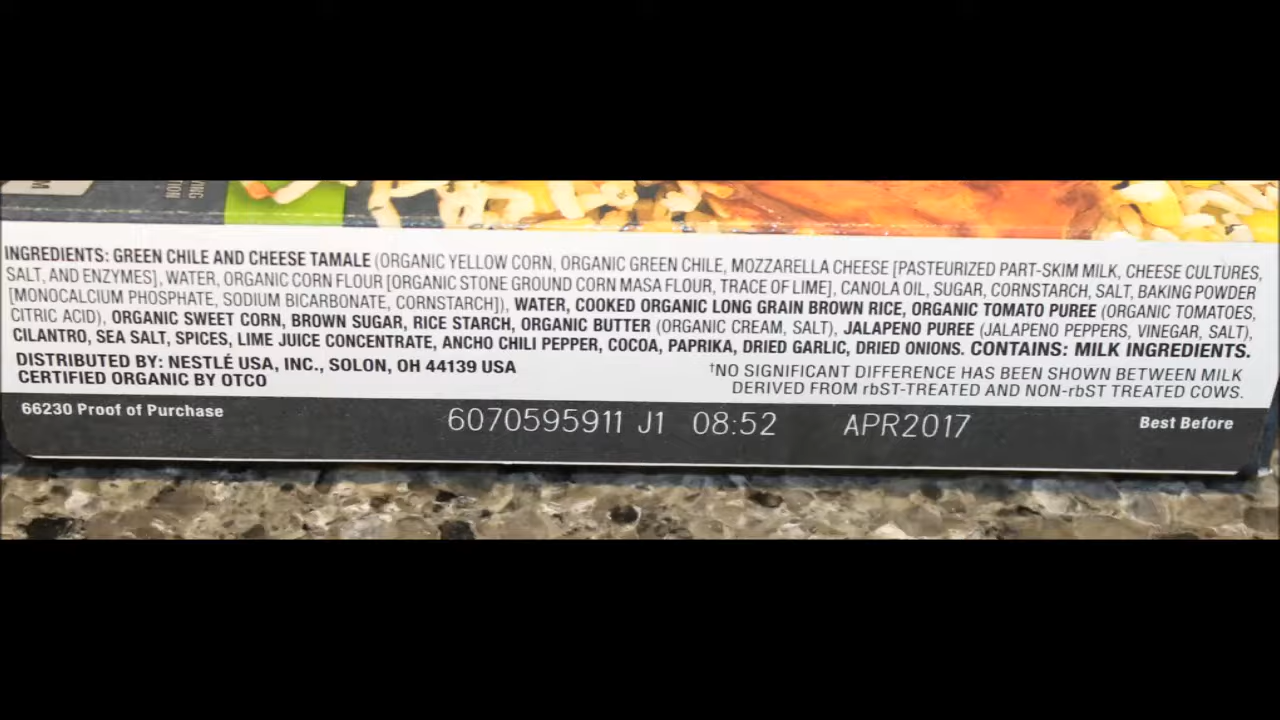 INGREDIENTS: GREEN CHILE AND CHEESE TAMALE (ORGANIC YELLOW CORN, ORGANIC GREEN CHILE, MOZZARELLA CHEESE [PASTEURIZED PART-SKIM MILK, CHEESE CULTURES,
SALT, AND ENZYMES], WATER, ORGANIC CORN FLOUR [ORGANIC STONE GROUND CORN MASA FLOUR, TRACE OF LIME], CANOLA OIL, SUGAR, CORNSTARCH, SALT, BAKING POWDER
[MONOCALCIUM PHOSPHATE, SODIUM BICARBONATE, CORNSTARCH]), WATER, COOKED ORGANIC LONG GRAIN BROWN RICE, ORGANIC TOMATO PUREE (ORGANIC TOMATOES,
CITRIC ACID), ORGANIC SWEET CORN, BROWN SUGAR, RICE STARCH, ORGANIC BUTTER (ORGANIC CREAM, SALT), JALAPENO PUREE (JALAPENO PEPPERS, VINEGAR, SALT),
CILANTRO, SEA SALT, SPICES, LIME JUICE CONCENTRATE, ANCHO CHILI PEPPER, COCOA, PAPRIKA, DRIED GARLIC, DRIED ONIONS. CONTAINS: MILK INGREDIENTS.
DISTRIBUTED BY: NESTLÉ USA, INC., SOLON, OH 44139 USA
CERTIFIED ORGANIC BY OTCO
†NO SIGNIFICANT DIFFERENCE HAS BEEN SHOWN BETWEEN MILK
DERIVED FROM rbST-TREATED AND NON-rbST TREATED COWS.
66230 Proof of Purchase
6070595911 J1 08:52 APR2017
Best Before